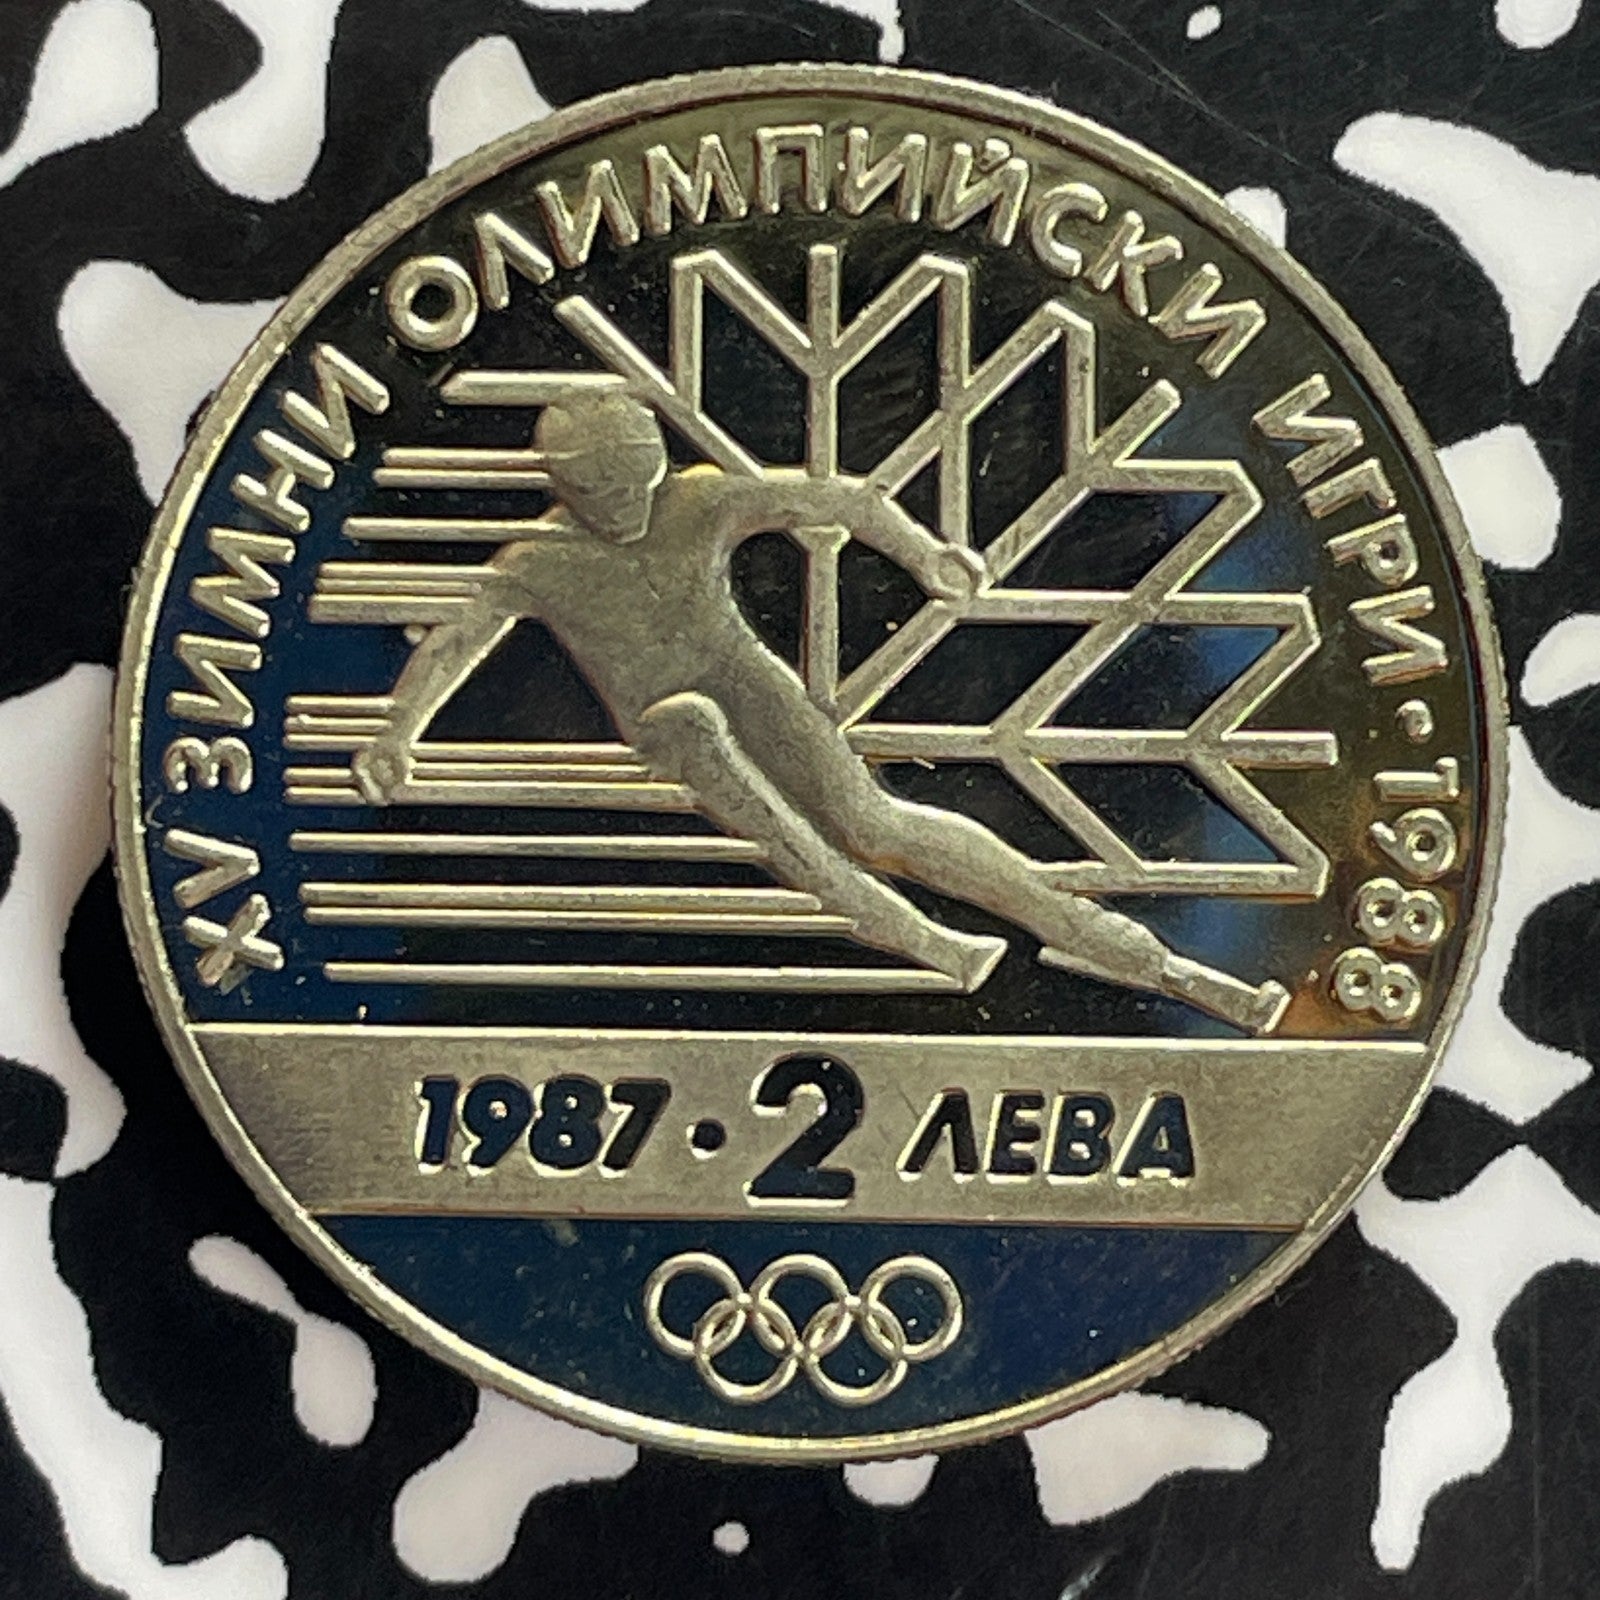 XV ЗИМНИ ОЛИМПИЙСКИ ИГРИ · 1988
1987 · 2 ЛЕВА